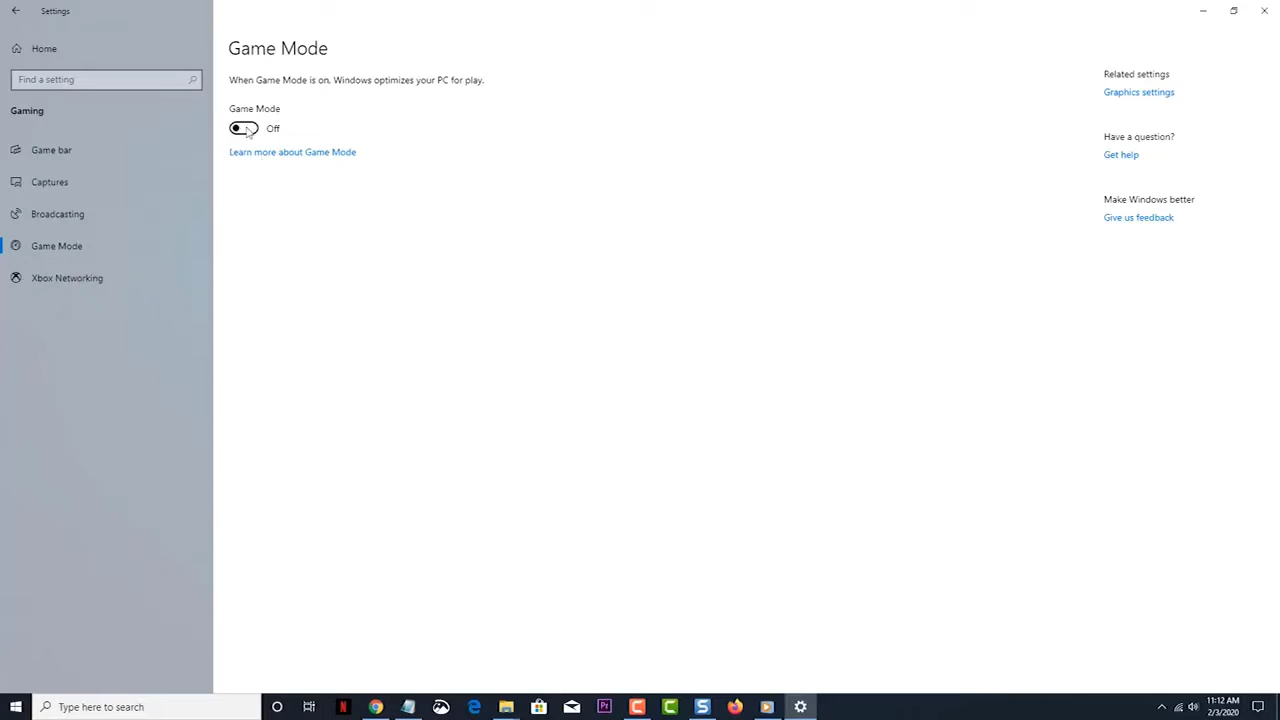 Settings
Home
Find a setting
Gaming
Game bar
Captures
Broadcasting
Game Mode
Xbox Networking
Game Mode
When Game Mode is on, Windows optimizes your PC for play.
Game Mode
Off
Learn more about Game Mode
Related settings
Graphics settings
Have a question?
Get help
Make Windows better
Give us feedback
Type here to search
N
Pr
C
C
S
11:12 AM
2/3/2020